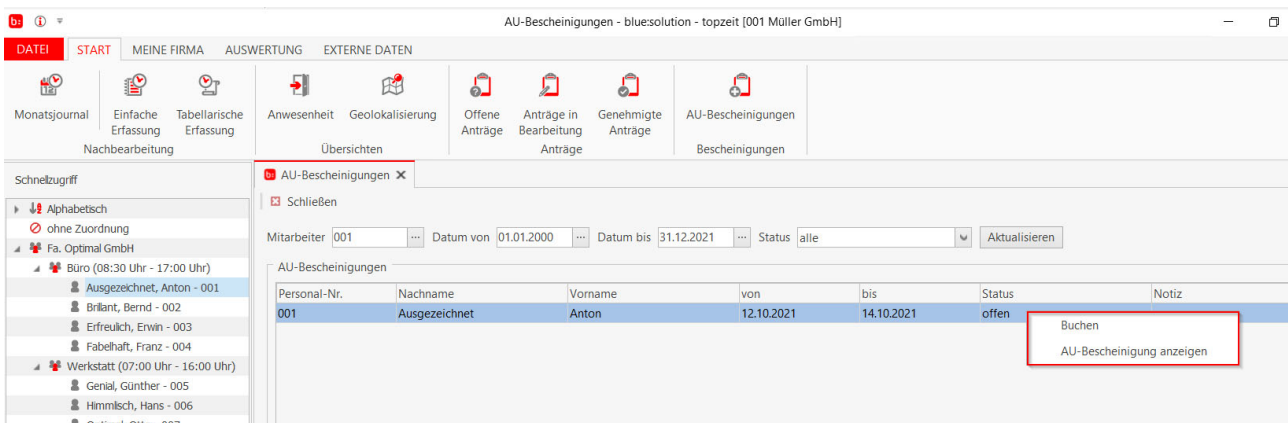 b: AU-Bescheinigungen - blue:solution - topzeit [001 Müller GmbH]
DATEI START MEINE FIRMA AUSWERTUNG EXTERNE DATEN
Monatsjournal Einfache Erfassung Tabellarische Erfassung Anwesenheit Geolokalisierung Offene Anträge Anträge in Bearbeitung Genehmigte Anträge AU-Bescheinigungen
Nachbearbeitung Übersichten Anträge Bescheinigungen
Schnellzugriff
Alphabetisch
ohne Zuordnung
Fa. Optimal GmbH
Büro (08:30 Uhr - 17:00 Uhr)
Ausgezeichnet, Anton - 001
Brillant, Bernd - 002
Erfreulich, Erwin - 003
Fabelhaft, Franz - 004
Werkstatt (07:00 Uhr - 16:00 Uhr)
Genial, Günther - 005
Himmlisch, Hans - 006
b: AU-Bescheinigungen
Schließen
Mitarbeiter 001 ... Datum von 01.01.2000 ... Datum bis 31.12.2021 ... Status alle Aktualisieren
AU-Bescheinigungen
Personal-Nr. Nachname Vorname von bis Status Notiz
001 Ausgezeichnet Anton 12.10.2021 14.10.2021 offen
Buchen
AU-Bescheinigung anzeigen